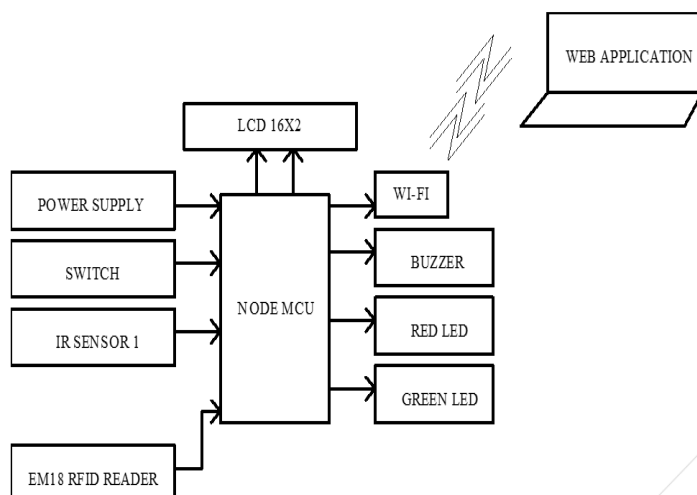 WEB APPLICATION
LCD 16X2
POWER SUPPLY
WI-FI
SWITCH
BUZZER
NODE MCU
IR SENSOR 1
RED LED
GREEN LED
EM18 RFID READER